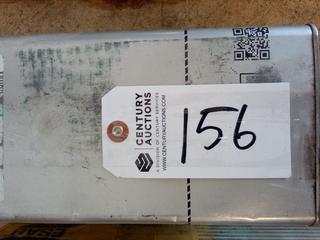 CENTURY
AUCTIONS
A DIVISION OF CENTURY SERVICES
WWW.CENTURYAUCTIONS.COM
156